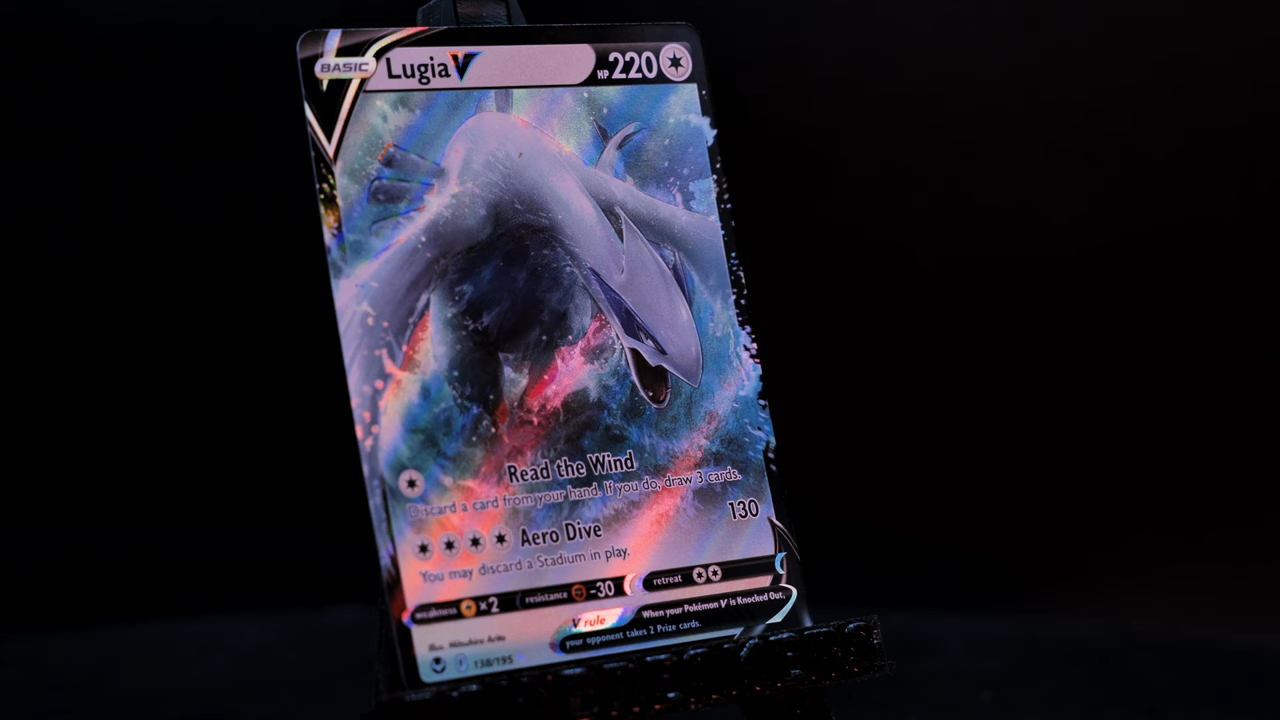 BASIC Lugia V HP 220
Read the Wind
Discard a card from your hand. If you do, draw 3 cards.
Aero Dive 130
You may discard a Stadium in play.
weakness ×2 resistance -30 retreat
V rule When your Pokémon V is Knocked Out,
your opponent takes 2 Prize cards.
Illus. Mitsuhiro Arita
138/195